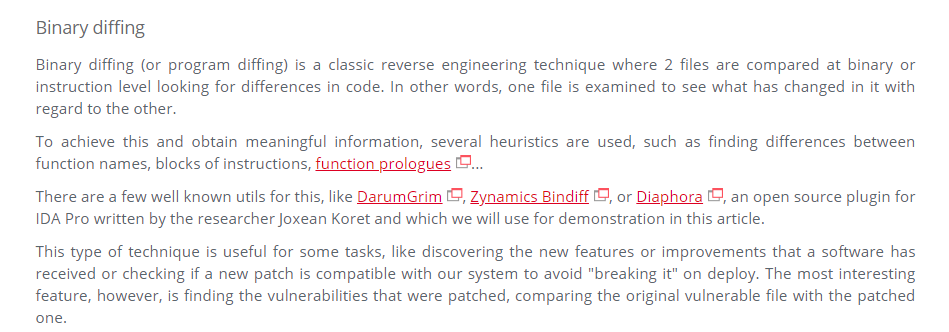 Binary diffing
Binary diffing (or program diffing) is a classic reverse engineering technique where 2 files are compared at binary or
instruction level looking for differences in code. In other words, one file is examined to see what has changed in it with
regard to the other.
To achieve this and obtain meaningful information, several heuristics are used, such as finding differences between
function names, blocks of instructions, function prologues ...
There are a few well known utils for this, like DarumGrim , Zynamics Bindiff , or Diaphora , an open source plugin for
IDA Pro written by the researcher Joxean Koret and which we will use for demonstration in this article.
This type of technique is useful for some tasks, like discovering the new features or improvements that a software has
received or checking if a new patch is compatible with our system to avoid "breaking it" on deploy. The most interesting
feature, however, is finding the vulnerabilities that were patched, comparing the original vulnerable file with the patched
one.